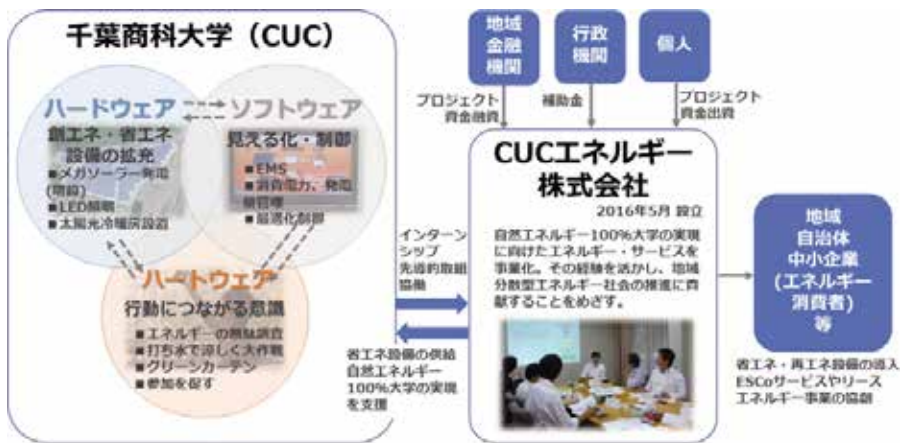 千葉商科大学（CUC）
ハードウェア
創エネ・省エネ
設備の拡充
■メガソーラー発電
(増設)
■LED照明
■太陽光冷暖房設置
ソフトウェア
見える化・制御
■EMS
■消費電力、発電
量管理
■最適化制御
ハートウェア
行動につながる意識
■エネルギーの無駄調査
■打ち水で涼しく大作戦
■グリーンカーテン
■参加を促す
インターン
シップ
先導的取組
協働
省エネ設備の供給
自然エネルギー
100%大学の実現
を支援
地域
金融
機関
行政
機関
個人
プロジェクト
資金融資
補助金
プロジェクト
資金出資
CUCエネルギー
株式会社
2016年5月 設立
自然エネルギー100%大学の実現
に向けたエネルギー・サービスを
事業化。その経験を活かし、地域
分散型エネルギー社会の推進に貢
献することをめざす。
地域
自治体
中小企業
(エネルギー
消費者)
等
省エネ・再エネ設備の導入
ESCoサービスやリース
エネルギー事業の協創